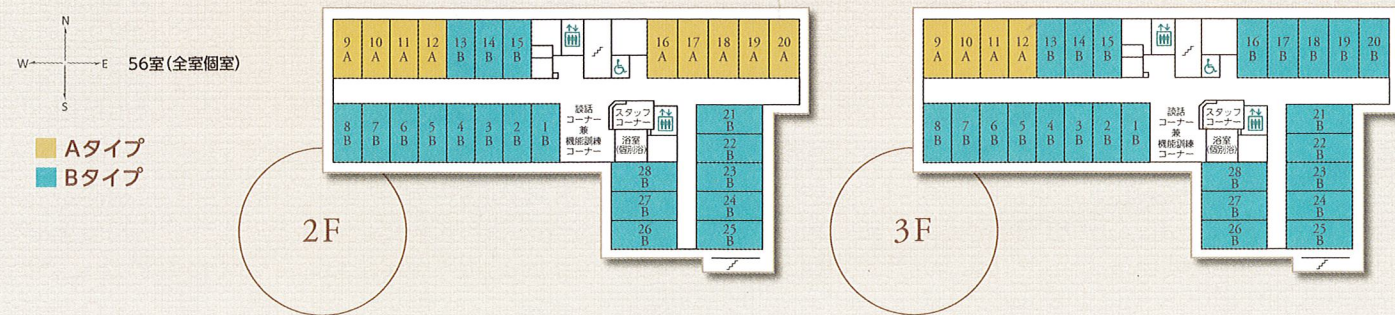 N
W E
S
56室(全室個室)
Aタイプ
Bタイプ
9 10 11 12 13 14 15
A A A A B B B
16 17 18 19 20
A A A A A
8 7 6 5 4 3 2 1
B B B B B B B B
談話
コーナー
兼
機能訓練
コーナー
スタッフ
コーナー
浴室
(個別浴)
21
B
22
B
23
B
24
B
25
B
28
B
27
B
26
B
2F
9 10 11 12 13 14 15
A A A A B B B
16 17 18 19 20
B B B B B
8 7 6 5 4 3 2 1
B B B B B B B B
談話
コーナー
兼
機能訓練
コーナー
スタッフ
コーナー
浴室
(個別浴)
21
B
22
B
23
B
24
B
25
B
28
B
27
B
26
B
3F